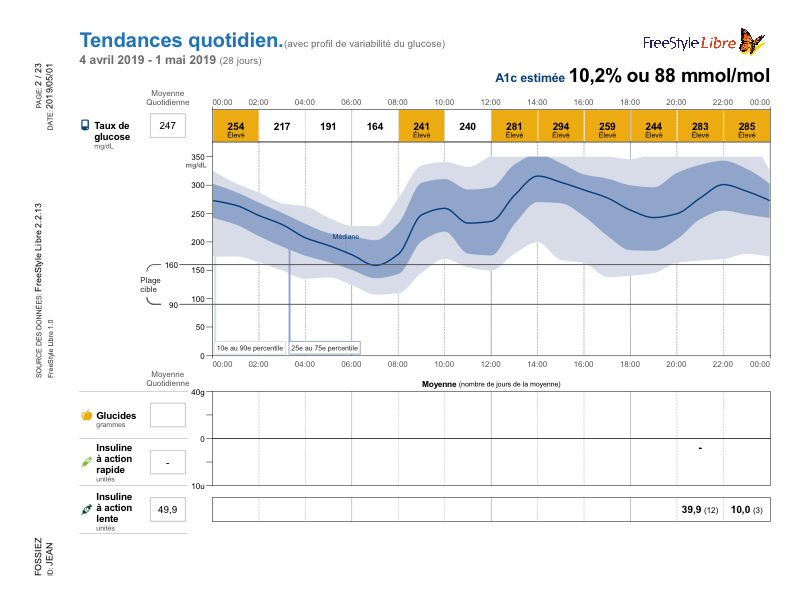 Tendances quotidien.(avec profil de variabilité du glucose)
4 avril 2019 - 1 mai 2019 (28 jours)
FreeStyle Libre
A1c estimée 10,2% ou 88 mmol/mol
PAGE: 2 / 23
DATE: 2019/05/01
SOURCE DES DONNÉES: FreeStyle Libre 2.2.13
FreeStyle Libre 1.0
FOSSIEZ
ID: JEAN
Moyenne
Quotidienne
00:00 02:00 04:00 06:00 08:00 10:00 12:00 14:00 16:00 18:00 20:00 22:00 00:00
Taux de
glucose
mg/dL
247
254 217 191 164 241 240 281 294 259 244 283 285
Élevé Élevé Élevé Élevé Élevé Élevé Élevé Élevé
350
mg/dL
300
250
200
Médiane
160
150
Plage
cible
100
90
50
10e au 90e percentile 25e au 75e percentile
0
00:00 02:00 04:00 06:00 08:00 10:00 12:00 14:00 16:00 18:00 20:00 22:00 00:00
Moyenne
Quotidienne
Moyenne (nombre de jours de la moyenne)
40g
Glucides
grammes
0
Insuline
à action
rapide
unités
-
-
10u
Insuline
à action
lente
unités
49,9
39,9 (12) 10,0 (3)